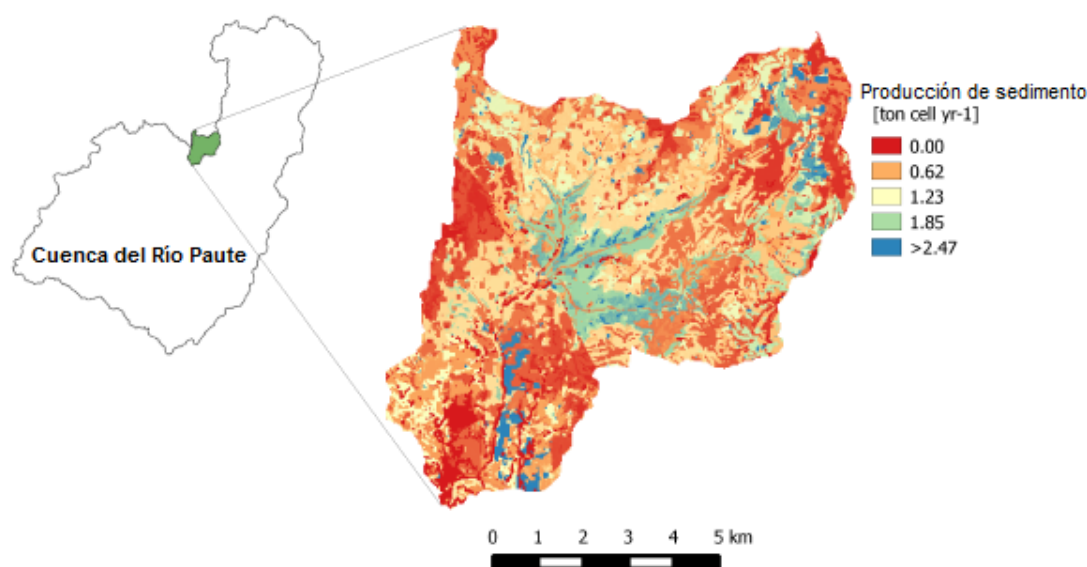 Cuenca del Río Paute
Producción de sedimento
[ton cell yr-1]
0.00
0.62
1.23
1.85
>2.47
0 1 2 3 4 5 km